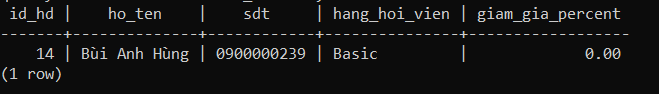 id_hd | ho_ten | sdt | hang_hoi_vien | giam_gia_percent
-------+--------------+------------+---------------+------------------
14 | Bùi Anh Hùng | 0900000239 | Basic | 0.00
(1 row)